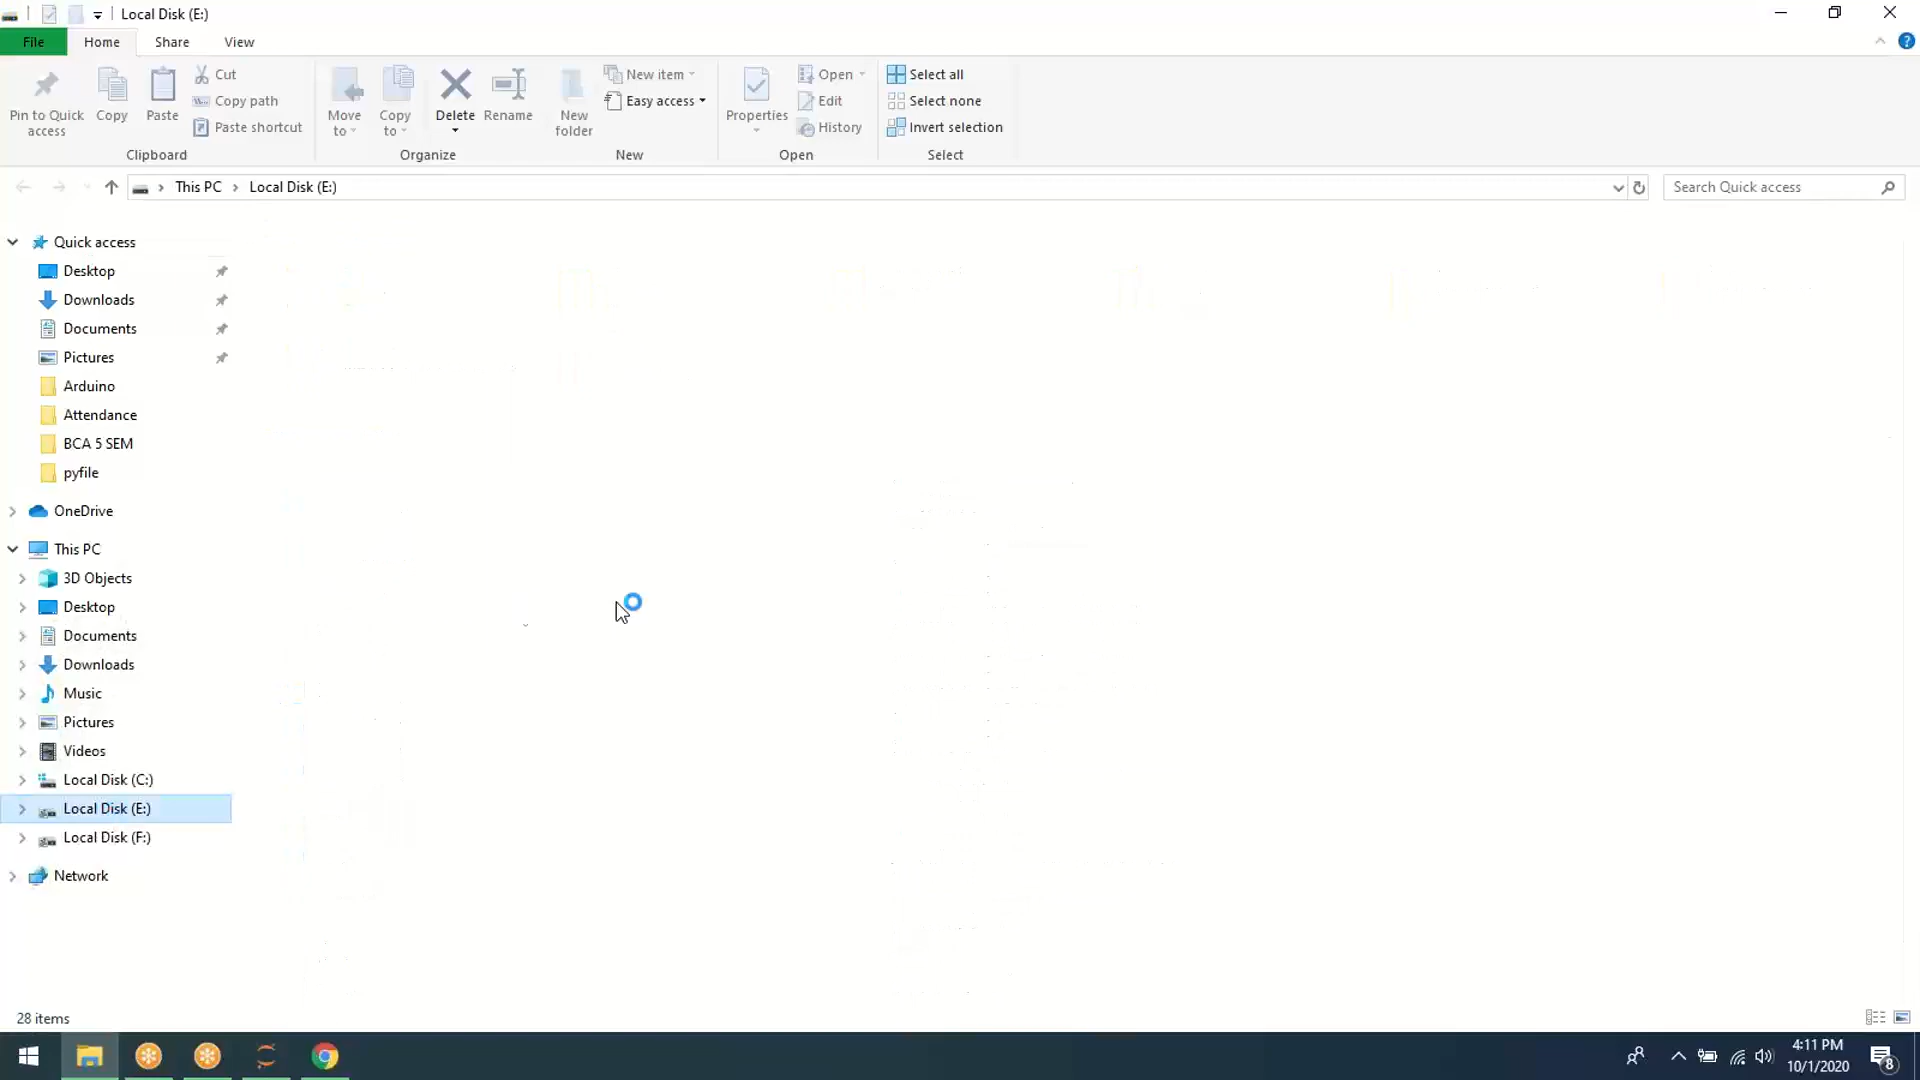 Local Disk (E:)
File Home Share View
Pin to Quick access
Copy
Paste
Cut
Copy path
Paste shortcut
Clipboard
Move to
Copy to
Delete
Rename
Organize
New folder
New item
Easy access
New
Properties
Open
Edit
History
Open
Select all
Select none
Invert selection
Select
This PC Local Disk (E:)
Search Quick access
Quick access
Desktop
Downloads
Documents
Pictures
Arduino
Attendance
BCA 5 SEM
pyfile
OneDrive
This PC
3D Objects
Desktop
Documents
Downloads
Music
Pictures
Videos
Local Disk (C:)
Local Disk (E:)
Local Disk (F:)
Network
28 items
4:11 PM
10/1/2020
8